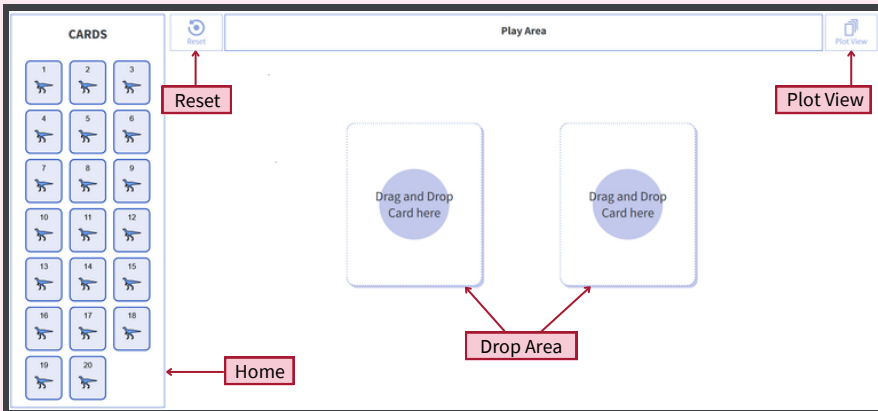 CARDS
Reset
Play Area
Plot View
1 2 3
Reset
Plot View
4 5 6
Drag and Drop
Card here
Drag and Drop
Card here
7 8 9
10 11 12
13 14 15
16 17 18
Drop Area
19 20
Home